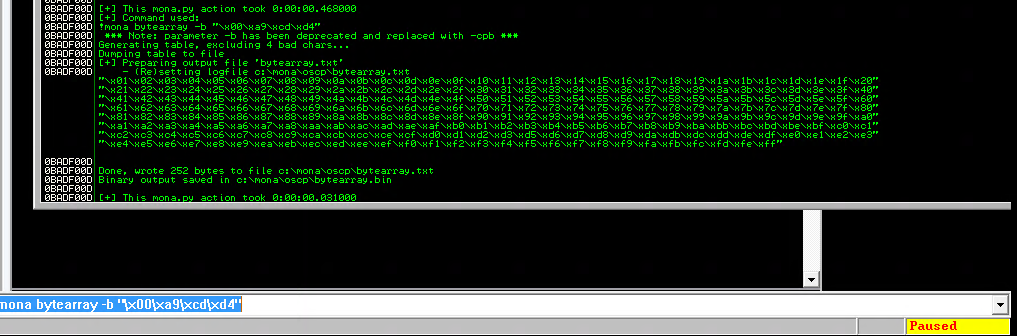 0BADF00D
0BADF00D [+] This mona.py action took 0:00:00.468000
0BADF00D [+] Command used:
0BADF00D !mona bytearray -b "\x00\xa9\xcd\xd4"
0BADF00D *** Note: parameter -b has been deprecated and replaced with -cpb ***
0BADF00D Generating table, excluding 4 bad chars...
0BADF00D Dumping table to file
0BADF00D [+] Preparing output file 'bytearray.txt'
0BADF00D - (Re)setting logfile c:\mona\oscp\bytearray.txt
"\x01\x02\x03\x04\x05\x06\x07\x08\x09\x0a\x0b\x0c\x0d\x0e\x0f\x10\x11\x12\x13\x14\x15\x16\x17\x18\x19\x1a\x1b\x1c\x1d\x1e\x1f\x20"
"\x21\x22\x23\x24\x25\x26\x27\x28\x29\x2a\x2b\x2c\x2d\x2e\x2f\x30\x31\x32\x33\x34\x35\x36\x37\x38\x39\x3a\x3b\x3c\x3d\x3e\x3f\x40"
"\x41\x42\x43\x44\x45\x46\x47\x48\x49\x4a\x4b\x4c\x4d\x4e\x4f\x50\x51\x52\x53\x54\x55\x56\x57\x58\x59\x5a\x5b\x5c\x5d\x5e\x5f\x60"
"\x61\x62\x63\x64\x65\x66\x67\x68\x69\x6a\x6b\x6c\x6d\x6e\x6f\x70\x71\x72\x73\x74\x75\x76\x77\x78\x79\x7a\x7b\x7c\x7d\x7e\x7f\x80"
"\x81\x82\x83\x84\x85\x86\x87\x88\x89\x8a\x8b\x8c\x8d\x8e\x8f\x90\x91\x92\x93\x94\x95\x96\x97\x98\x99\x9a\x9b\x9c\x9d\x9e\x9f\xa0"
"\xa1\xa2\xa3\xa4\xa5\xa6\xa7\xa8\xaa\xab\xac\xad\xae\xaf\xb0\xb1\xb2\xb3\xb4\xb5\xb6\xb7\xb8\xb9\xba\xbb\xbc\xbd\xbe\xbf\xc0\xc1"
"\xc2\xc3\xc4\xc5\xc6\xc7\xc8\xc9\xca\xcb\xcc\xce\xcf\xd0\xd1\xd2\xd3\xd5\xd6\xd7\xd8\xd9\xda\xdb\xdc\xdd\xde\xdf\xe0\xe1\xe2\xe3"
"\xe4\xe5\xe6\xe7\xe8\xe9\xea\xeb\xec\xed\xee\xef\xf0\xf1\xf2\xf3\xf4\xf5\xf6\xf7\xf8\xf9\xfa\xfb\xfc\xfd\xfe\xff"
0BADF00D
0BADF00D Done, wrote 252 bytes to file c:\mona\oscp\bytearray.txt
0BADF00D Binary output saved in c:\mona\oscp\bytearray.bin
0BADF00D
0BADF00D [+] This mona.py action took 0:00:00.031000
mona bytearray -b "\x00\xa9\xcd\xd4"
Paused